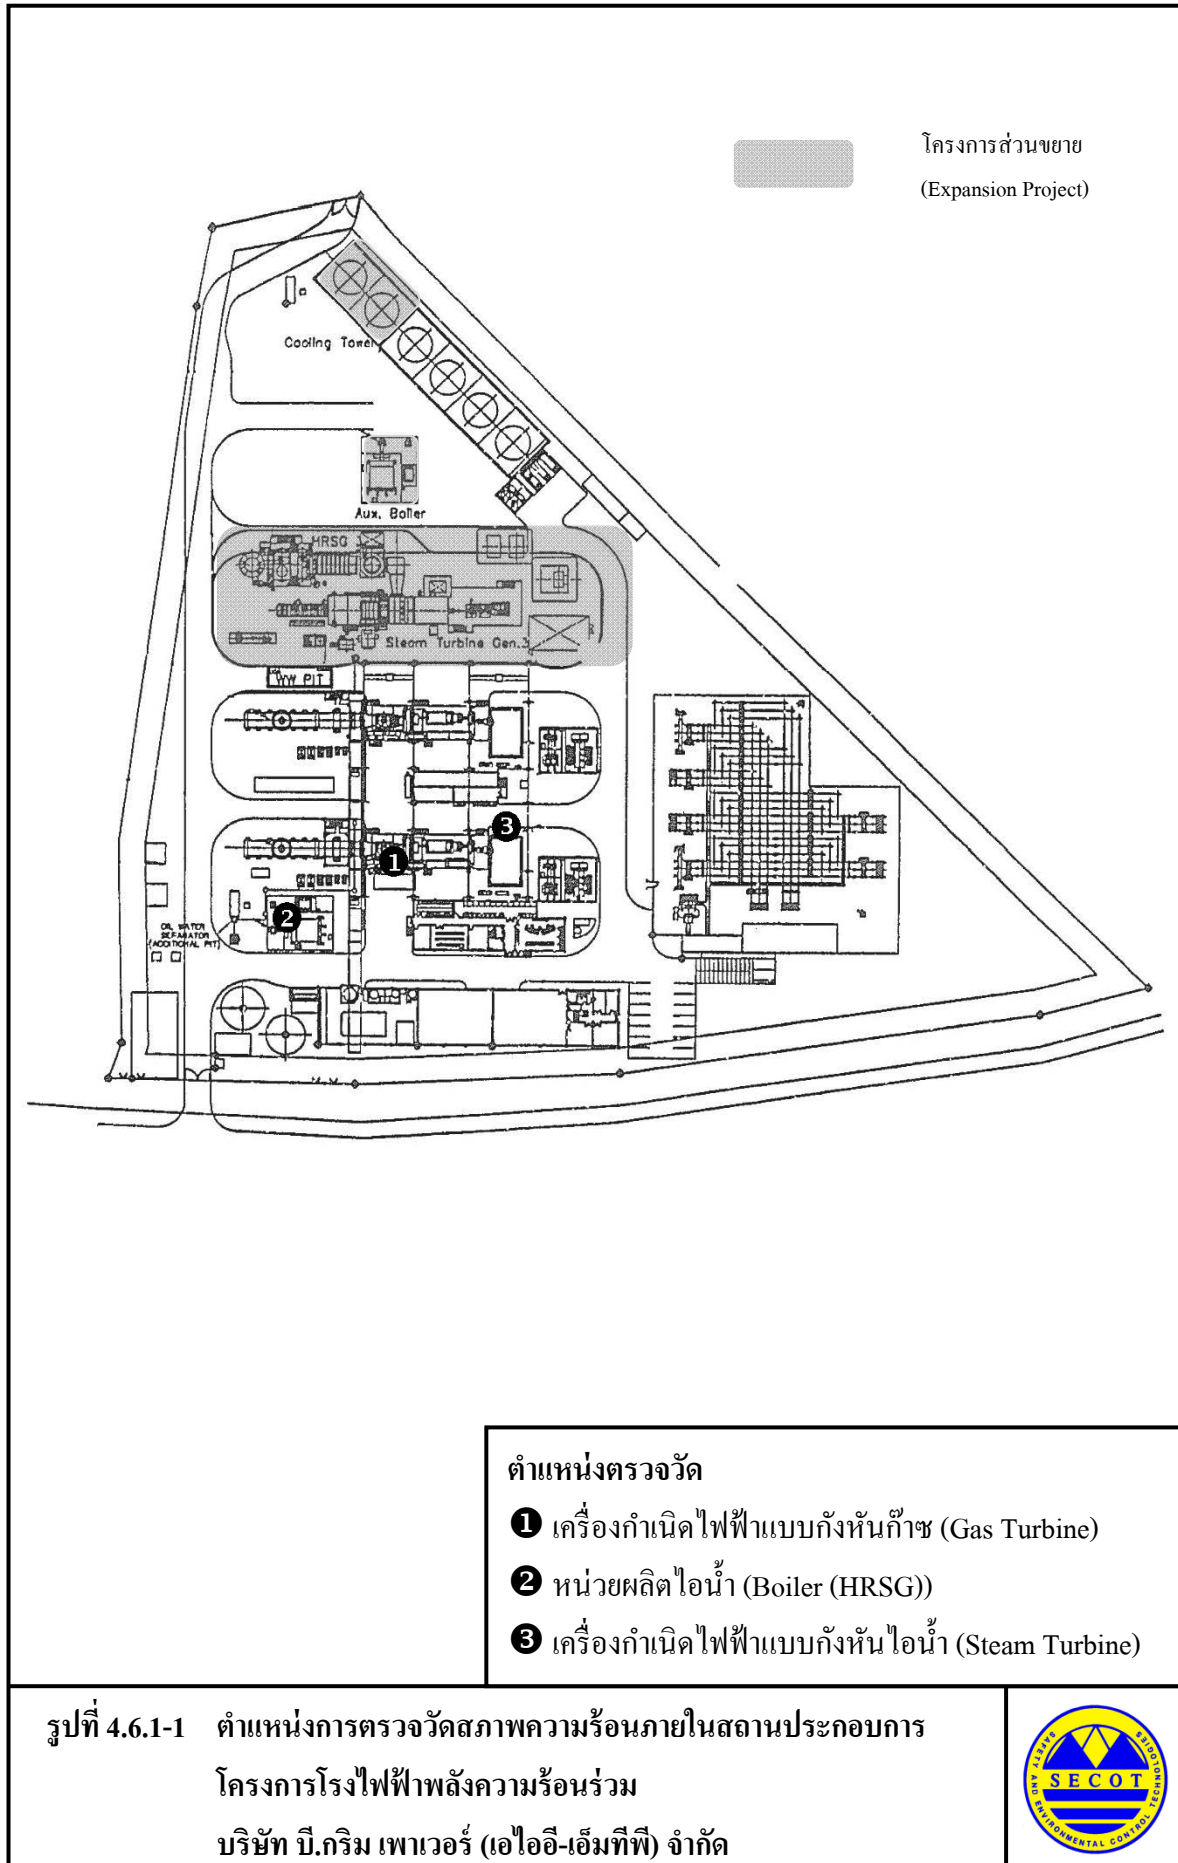 โครงการส่วนขยาย
(Expansion Project)
Cooling Tower
Aux. Boiler
HRSG
Steam Turbine Gen.3
WW PIT
OIL WATER
SEPARATOR
(ADDITIONAL PIT)
1
2
3
ตำแหน่งตรวจวัด
1 เครื่องกำเนิดไฟฟ้าแบบกังหันก๊าซ (Gas Turbine)
2 หน่วยผลิตไอน้ำ (Boiler (HRSG))
3 เครื่องกำเนิดไฟฟ้าแบบกังหันไอน้ำ (Steam Turbine)
รูปที่ 4.6.1-1 ตำแหน่งการตรวจวัดสภาพความร้อนภายในสถานประกอบการ
โครงการโรงไฟฟ้าพลังความร้อนร่วม
บริษัท บี.กริม เพาเวอร์ (เอไออี-เอ็มทีพี) จำกัด
SECOT
SAFETY AND ENVIRONMENTAL CONTROL TECHNOLOGIES